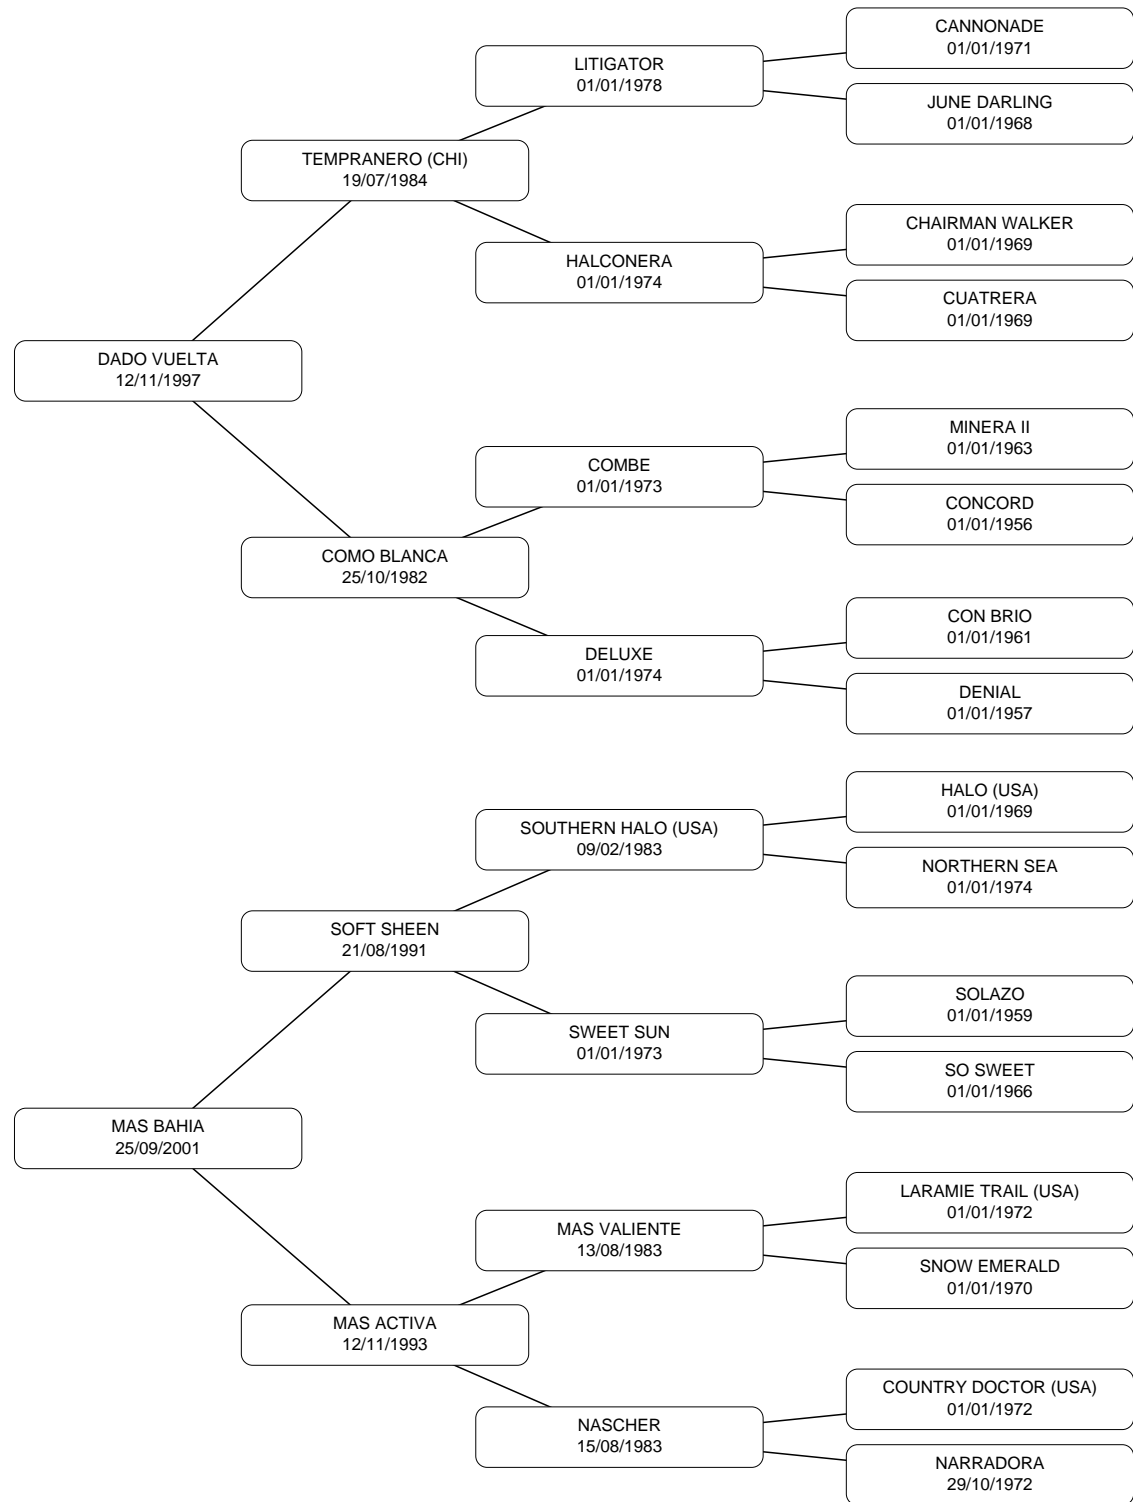 CANNONADE
01/01/1971
LITIGATOR
01/01/1978
JUNE DARLING
01/01/1968
TEMPRANERO (CHI)
19/07/1984
CHAIRMAN WALKER
01/01/1969
HALCONERA
01/01/1974
CUATRERA
01/01/1969
DADO VUELTA
12/11/1997
MINERA II
01/01/1963
COMBE
01/01/1973
CONCORD
01/01/1956
COMO BLANCA
25/10/1982
CON BRIO
01/01/1961
DELUXE
01/01/1974
DENIAL
01/01/1957
HALO (USA)
01/01/1969
SOUTHERN HALO (USA)
09/02/1983
NORTHERN SEA
01/01/1974
SOFT SHEEN
21/08/1991
SOLAZO
01/01/1959
SWEET SUN
01/01/1973
SO SWEET
01/01/1966
MAS BAHIA
25/09/2001
LARAMIE TRAIL (USA)
01/01/1972
MAS VALIENTE
13/08/1983
SNOW EMERALD
01/01/1970
MAS ACTIVA
12/11/1993
COUNTRY DOCTOR (USA)
01/01/1972
NASCHER
15/08/1983
NARRADORA
29/10/1972